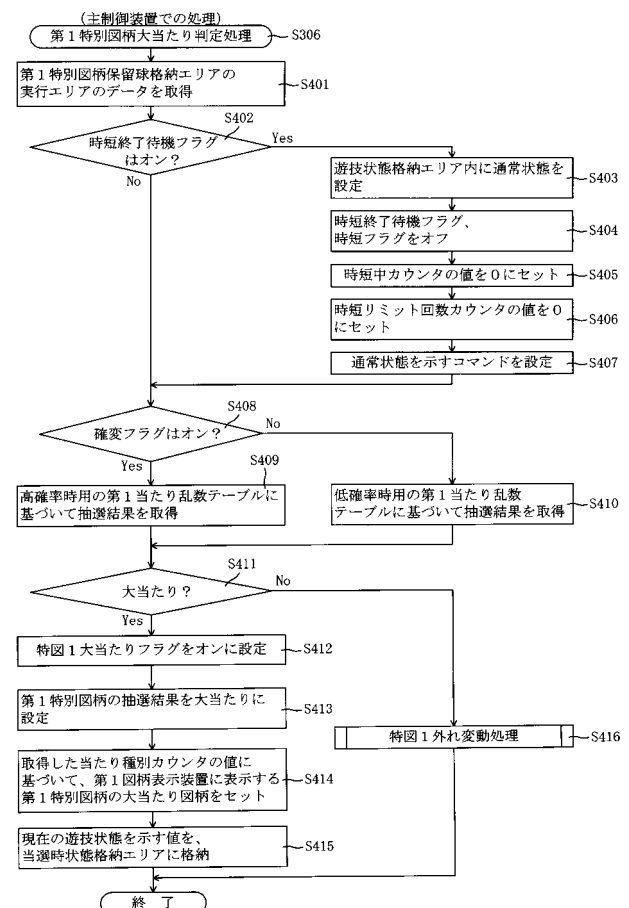 (主制御装置での処理)
第1特別図柄大当たり判定処理
S306
第1特別図柄保留球格納エリアの
実行エリアのデータを取得
S401
S402
時短終了待機フラグ
はオン?
Yes
No
遊技状態格納エリア内に通常状態を
設定
S403
時短終了待機フラグ、
時短フラグをオフ
S404
時短中カウンタの値を0にセット
S405
時短リミット回数カウンタの値を0
にセット
S406
通常状態を示すコマンドを設定
S407
S408
確変フラグはオン?
No
Yes
S409
高確率時用の第1当たり乱数テーブルに
基づいて抽選結果を取得
低確率時用の第1当たり乱数
テーブルに基づいて抽選結果を取得
S410
S411
大当たり?
No
Yes
特図1大当たりフラグをオンに設定
S412
第1特別図柄の抽選結果を大当たりに
設定
S413
特図1外れ変動処理
S416
取得した当たり種別カウンタの値に
基づいて、第1図柄表示装置に表示する
第1特別図柄の大当たり図柄をセット
S414
現在の遊技状態を示す値を、
当選時状態格納エリアに格納
S415
終 了